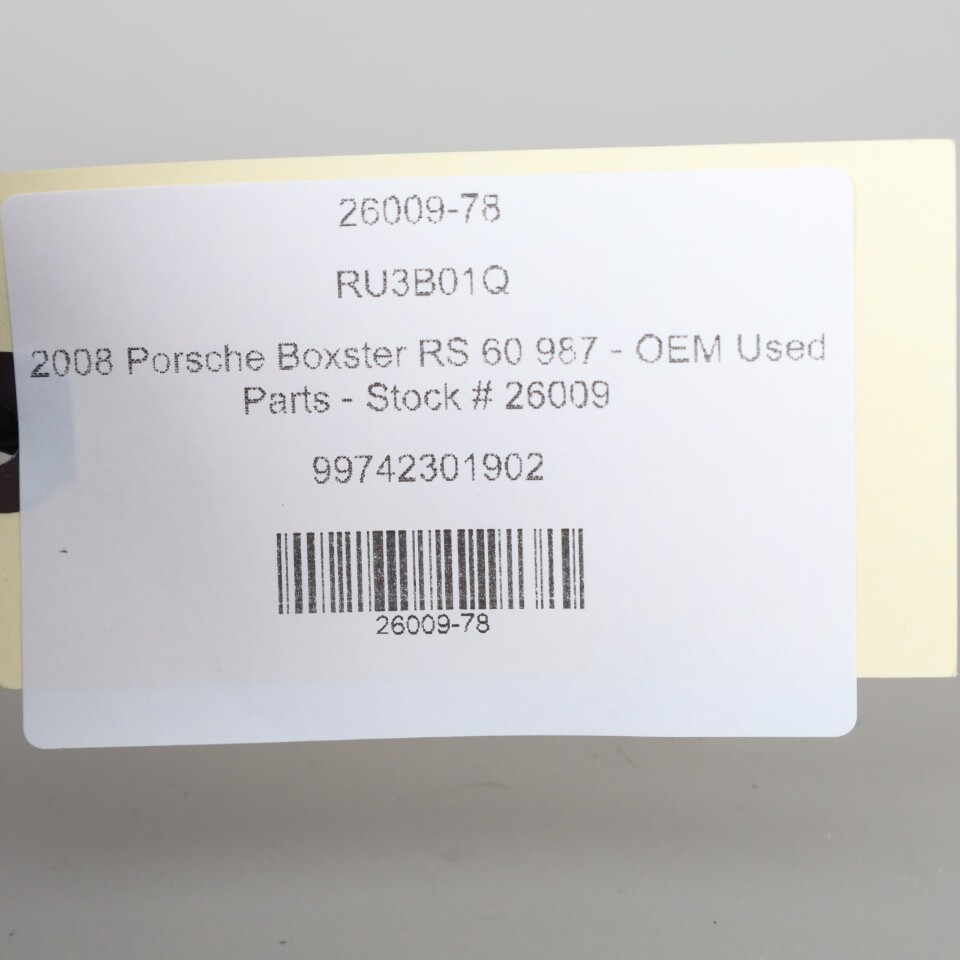 26009-78
RU3B01Q
2008 Porsche Boxster RS 60 987 - OEM Used
Parts - Stock # 26009
99742301902
26009-78